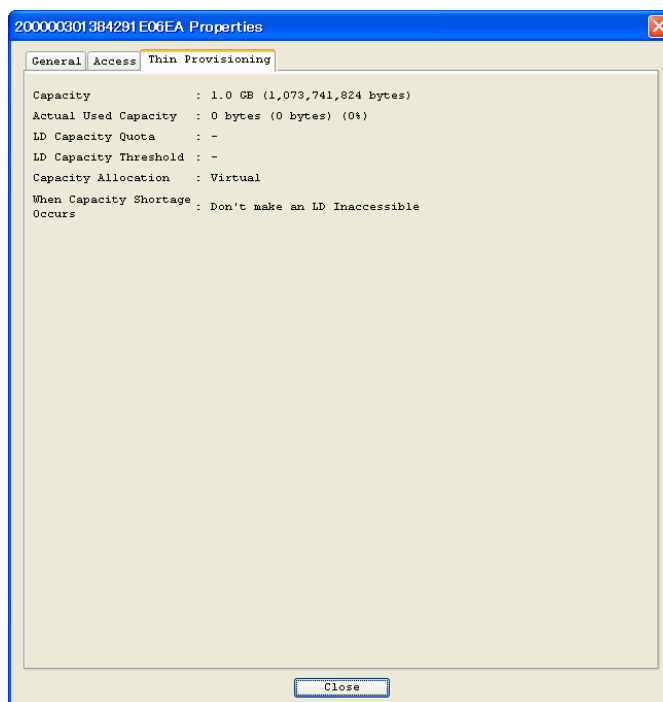 200000301384291E06EA Properties
General Access Thin Provisioning
Capacity : 1.0 GB (1,073,741,824 bytes)
Actual Used Capacity : 0 bytes (0 bytes) (0%)
LD Capacity Quota : -
LD Capacity Threshold : -
Capacity Allocation : Virtual
When Capacity Shortage
Occurs : Don't make an LD Inaccessible
Close